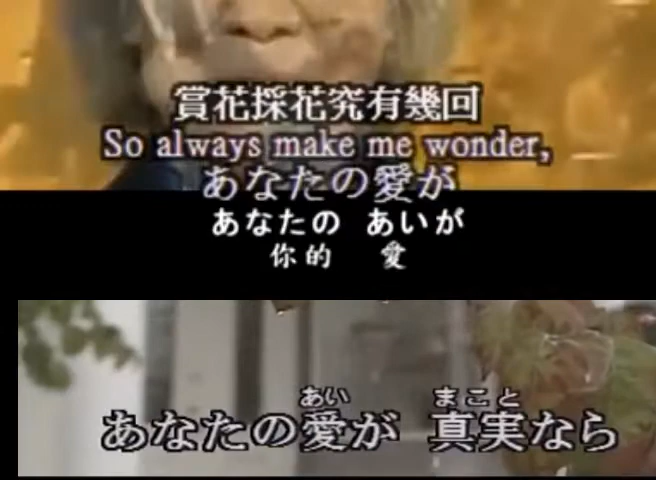 賞花採花究有幾回
So always make me wonder,
あなたの愛が
あなたの あいが
你的 愛
あい まこと
あなたの愛が 真実なら